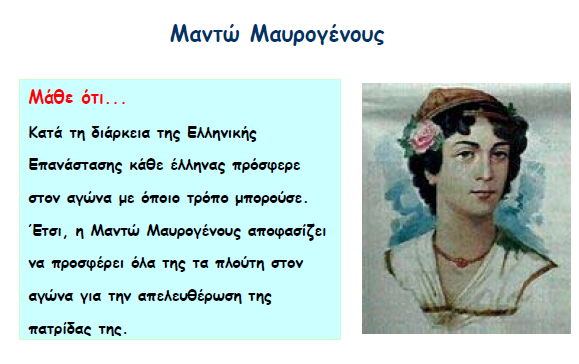 Μαντώ Μαυρογένους
Μάθε ότι...
Κατά τη διάρκεια της Ελληνικής
Επανάστασης κάθε έλληνας πρόσφερε
στον αγώνα με όποιο τρόπο μπορούσε.
Έτσι, η Μαντώ Μαυρογένους αποφασίζει
να προσφέρει όλα της τα πλούτη στον
αγώνα για την απελευθέρωση της
πατρίδας της.